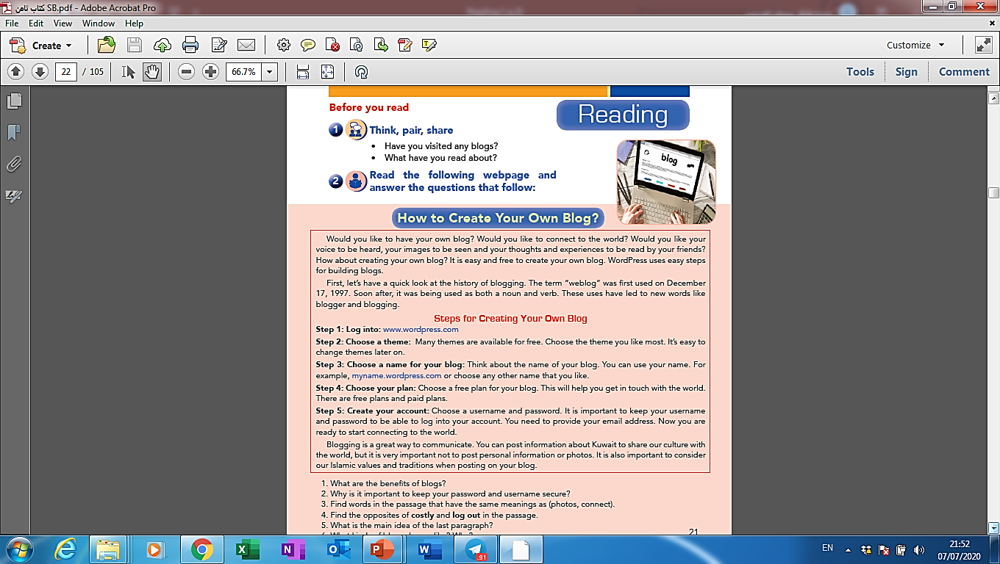 كتاب ثامن SB.pdf - Adobe Acrobat Pro
File Edit View Window Help
Create Customize
22 / 105 66.7% Tools Sign Comment
Before you read
Reading
1 Think, pair, share
• Have you visited any blogs?
• What have you read about?
2 Read the following webpage and
answer the questions that follow:
blog
How to Create Your Own Blog?
Would you like to have your own blog? Would you like to connect to the world? Would you like your
voice to be heard, your images to be seen and your thoughts and experiences to be read by your friends?
How about creating your own blog? It is easy and free to create your own blog. WordPress uses easy steps
for building blogs.
First, let's have a quick look at the history of blogging. The term "weblog" was first used on December
17, 1997. Soon after, it was being used as both a noun and verb. These uses have led to new words like
blogger and blogging.
Steps for Creating Your Own Blog
Step 1: Log into: www.wordpress.com
Step 2: Choose a theme: Many themes are available for free. Choose the theme you like most. It's easy to
change themes later on.
Step 3: Choose a name for your blog: Think about the name of your blog. You can use your name. For
example, myname.wordpress.com or choose any other name that you like.
Step 4: Choose your plan: Choose a free plan for your blog. This will help you get in touch with the world.
There are free plans and paid plans.
Step 5: Create your account: Choose a username and password. It is important to keep your username
and password to be able to log into your account. You need to provide your email address. Now you are
ready to start connecting to the world.
Blogging is a great way to communicate. You can post information about Kuwait to share our culture with
the world, but it is very important not to post personal information or photos. It is also important to consider
our Islamic values and traditions when posting on your blog.
1. What are the benefits of blogs?
2. Why is it important to keep your password and username secure?
3. Find words in the passage that have the same meanings as (photos, connect).
4. Find the opposites of costly and log out in the passage.
5. What is the main idea of the last paragraph?
21
EN 21:52
91 07/07/2020